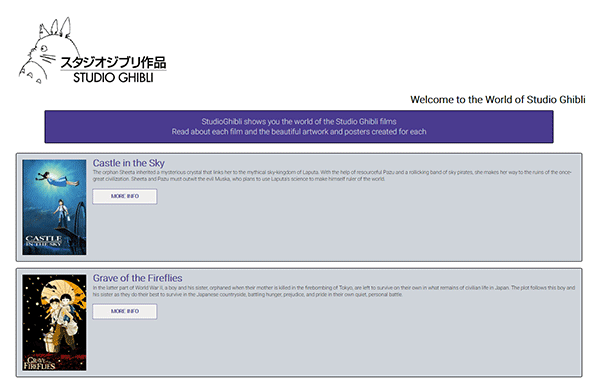 スタジオジブリ作品
STUDIO GHIBLI
Welcome to the World of Studio Ghibli
StudioGhibli shows you the world of the Studio Ghibli films
Read about each film and the beautiful artwork and posters created for each
Castle in the Sky
The orphan Sheeta inherited a mysterious crystal that links her to the mythical sky-kingdom of Laputa. With the help of resourceful Pazu and a rollicking band of sky pirates, she makes her way to the ruins of the once-
great civilization. Sheeta and Pazu must outwit the evil Muska, who plans to use Laputa's science to make himself ruler of the world.
MORE INFO
CASTLE
IN THE SKY
Grave of the Fireflies
In the latter part of World War II, a boy and his sister, orphaned when their mother is killed in the firebombing of Tokyo, are left to survive on their own in what remains of civilian life in Japan. The plot follows this boy and
his sister as they do their best to survive in the Japanese countryside, battling hunger, prejudice, and pride in their own quiet, personal battle.
MORE INFO
GRAVE
OF THE
FIREFLIES